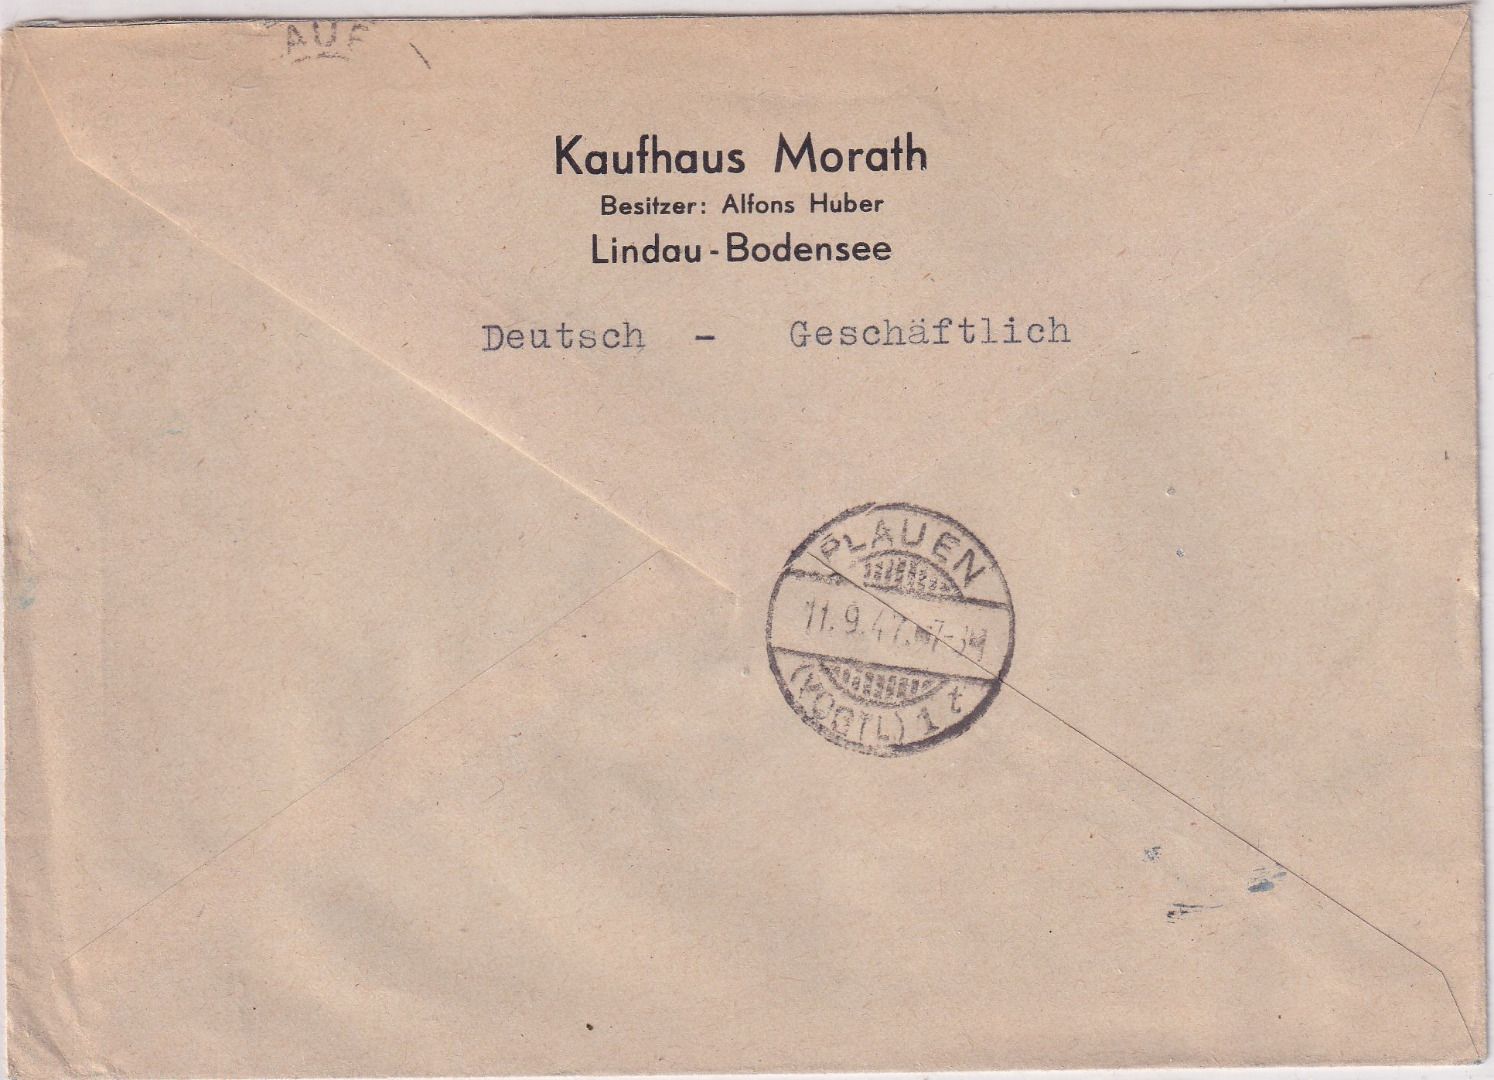 AUF
Kaufhaus Morath
Besitzer: Alfons Huber
Lindau-Bodensee
Deutsch - Geschäftlich
PLAUEN
11.9.47.
(VOGTL) 1 t